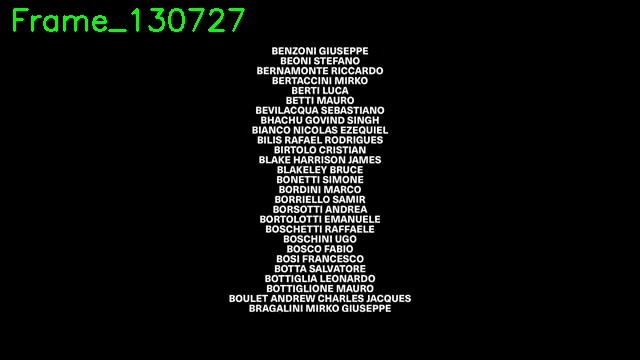 Frame_130727
BENZONI GIUSEPPE
BEONI STEFANO
BERNAMONTE RICCARDO
BERTACCINI MIRKO
BERTI LUCA
BETTI MAURO
BEVILACQUA SEBASTIANO
BHACHU GOVIND SINGH
BIANCO NICOLAS EZEQUIEL
BILIS RAFAEL RODRIGUES
BIRTOLO CRISTIAN
BLAKE HARRISON JAMES
BLAKELEY BRUCE
BONETTI SIMONE
BORDINI MARCO
BORRIELLO SAMIR
BORSOTTI ANDREA
BORTOLOTTI EMANUELE
BOSCHETTI RAFFAELE
BOSCHINI UGO
BOSCO FABIO
BOSI FRANCESCO
BOTTA SALVATORE
BOTTIGLIA LEONARDO
BOTTIGLIONE MAURO
BOULET ANDREW CHARLES JACQUES
BRAGALINI MIRKO GIUSEPPE